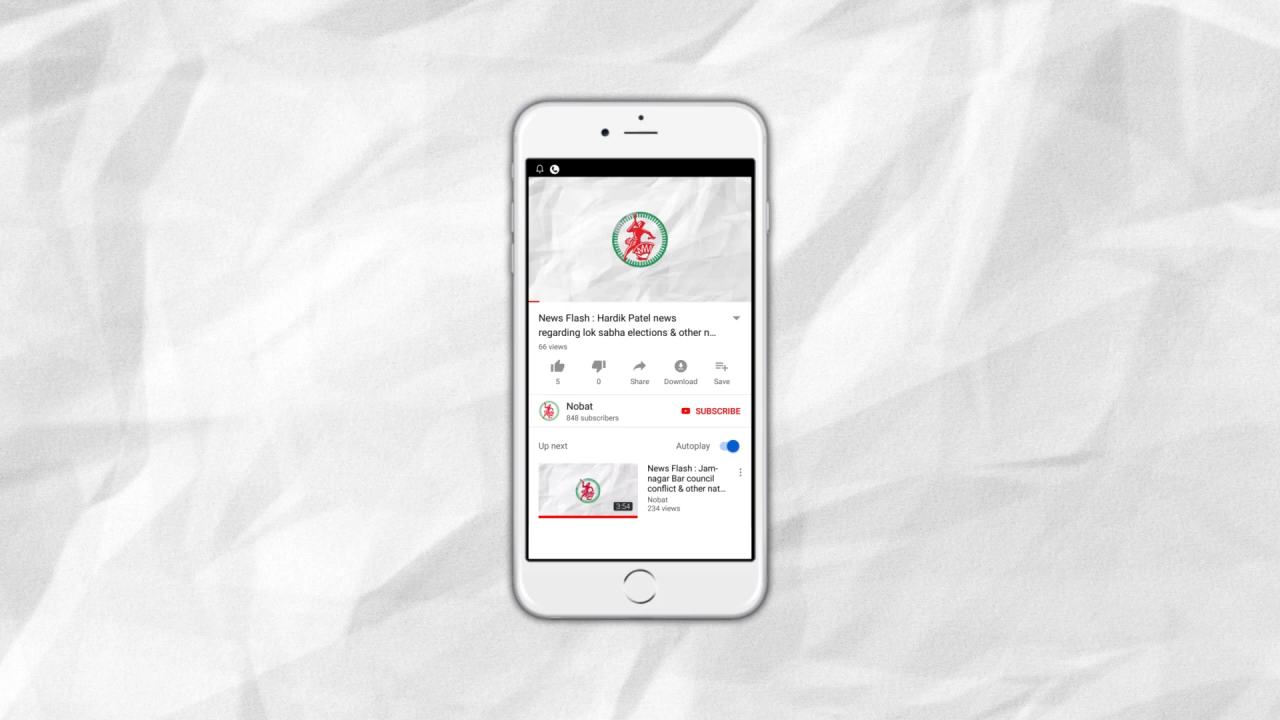 News Flash : Hardik Patel news
regarding lok sabha elections & other n...
66 views
5
0
Share
Download
Save
Nobat
848 subscribers
SUBSCRIBE
Up next
Autoplay
3:54
News Flash : Jam-
nagar Bar council
conflict & other nat...
Nobat
234 views